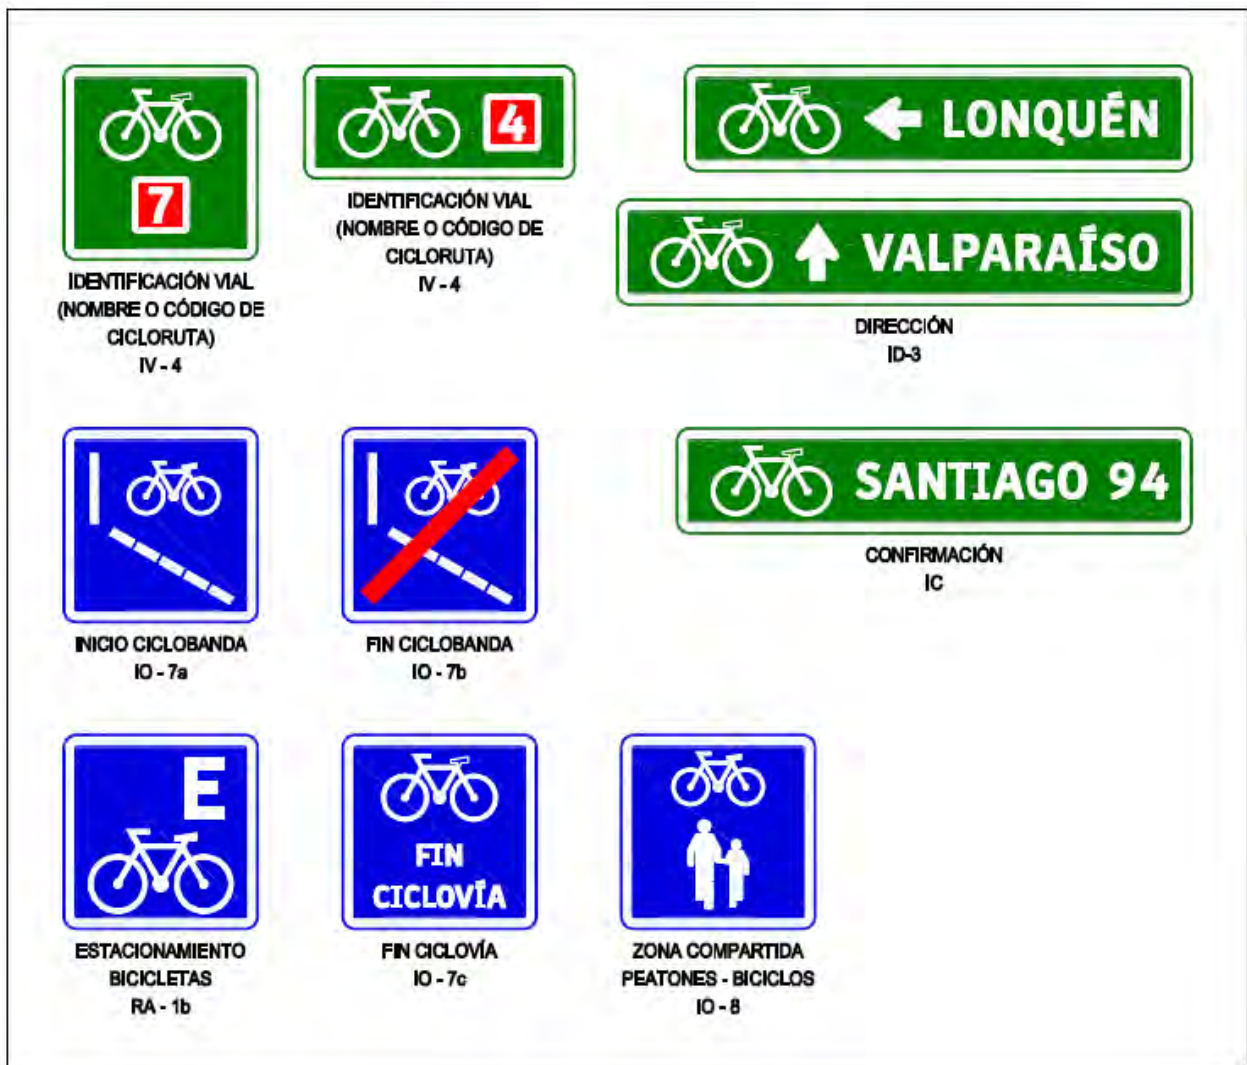 7
IDENTIFICACIÓN VIAL
(NOMBRE O CÓDIGO DE
CICLORUTA)
IV - 4
4
IDENTIFICACIÓN VIAL
(NOMBRE O CÓDIGO DE
CICLORUTA)
IV - 4
LONQUÉN
VALPARAÍSO
DIRECCIÓN
ID-3
INICIO CICLOBANDA
IO - 7a
FIN CICLOBANDA
IO - 7b
SANTIAGO 94
CONFIRMACIÓN
IC
E
ESTACIONAMIENTO
BICICLETAS
RA - 1b
FIN
CICLOVÍA
FIN CICLOVÍA
IO - 7c
ZONA COMPARTIDA
PEATONES - BICICLOS
IO - 8